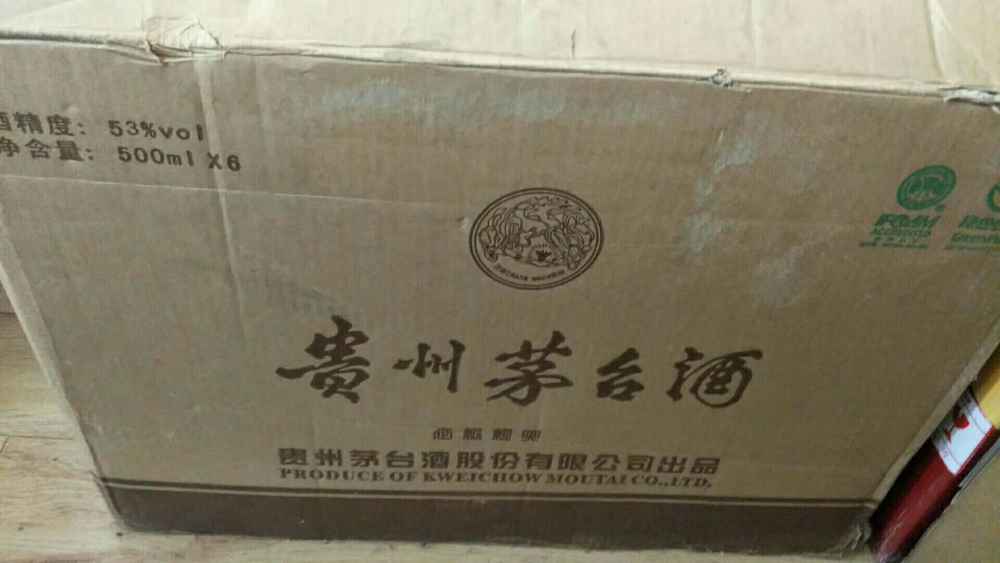 酒精度: 53%vol
净含量: 500ml X6
贵州茅台酒
贵州茅台酒股份有限公司出品
PRODUCE OF KWEICHOW MOUTAI CO.,LTD.